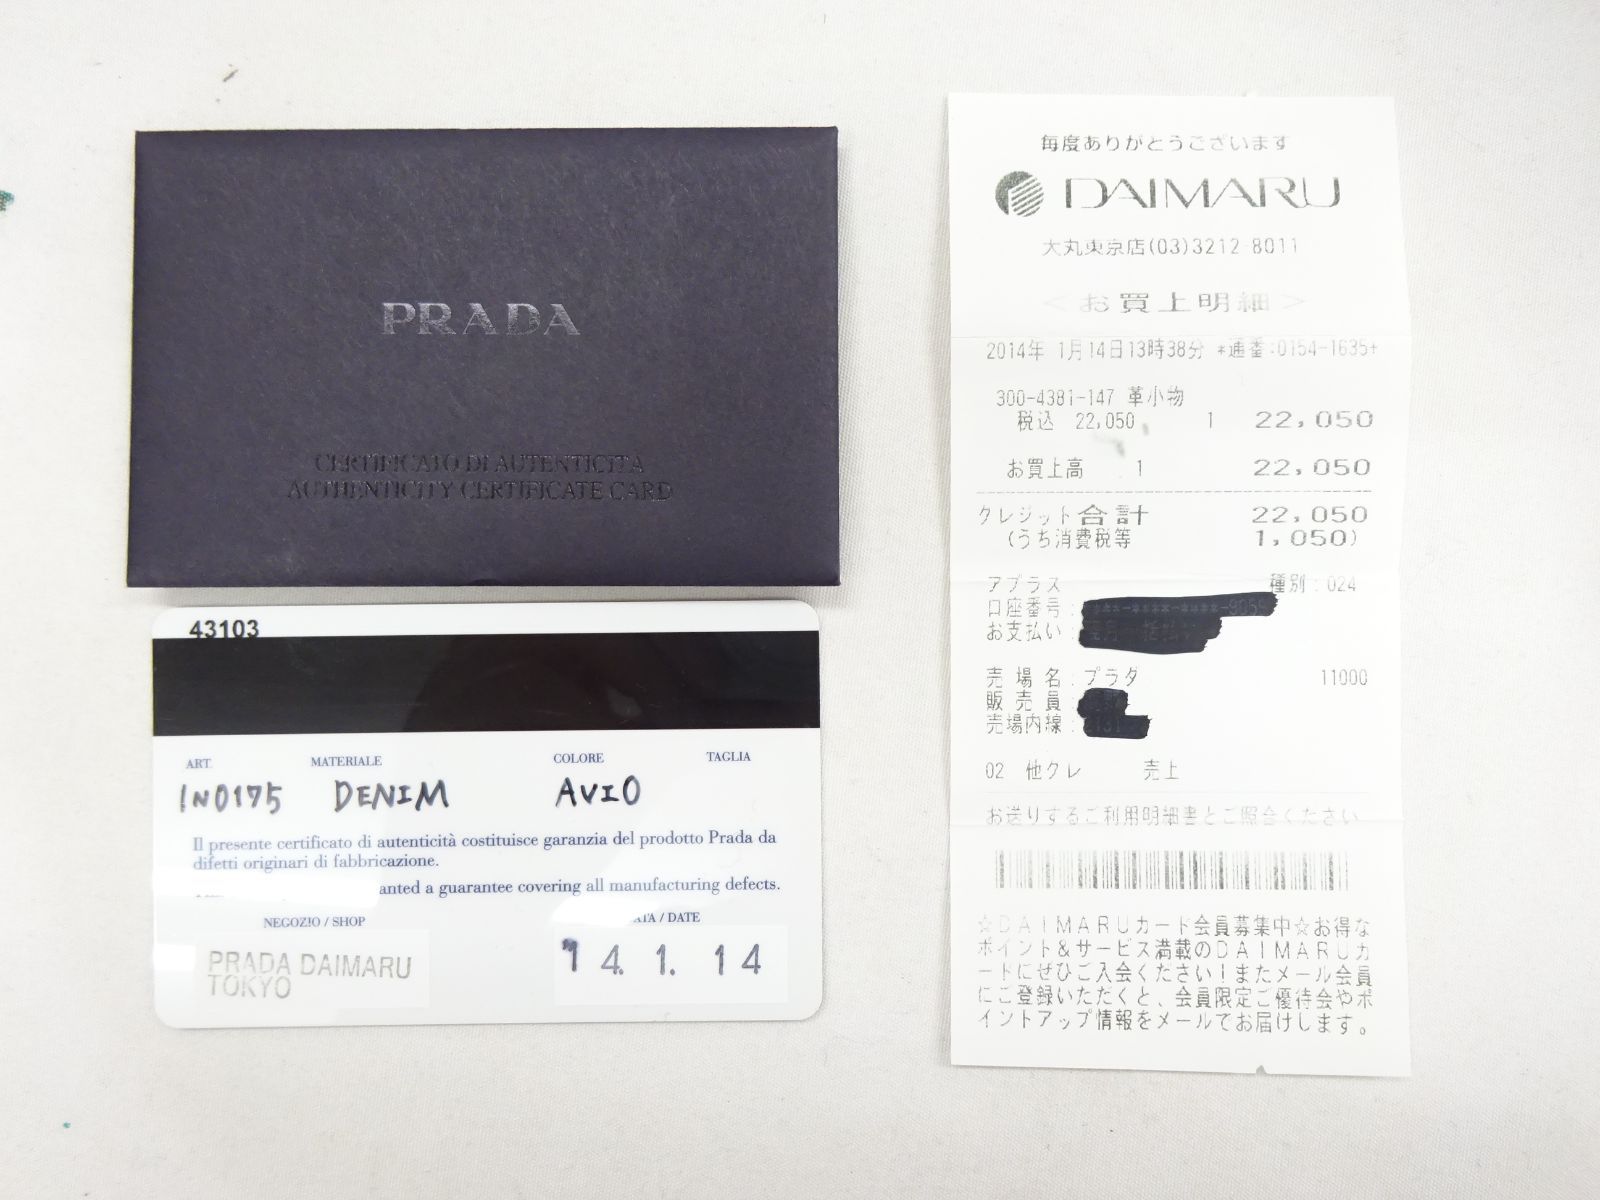 PRADA
CERTIFICATO DI AUTENTICITÀ
AUTHENTICITY CERTIFICATE CARD
43103
ART. MATERIALE COLORE TAGLIA
1N0175 DENIM AVIO
Il presente certificato di autenticità costituisce garanzia del prodotto Prada da
difetti originari di fabbricazione.
anted a guarantee covering all manufacturing defects.
NEGOZIO / SHOP ATA / DATE
PRADA DAIMARU
TOKYO
'14. 1. 14
毎度ありがとうございます
DAIMARU
大丸東京店(03)3212-8011
<お買上明細>
2014年 1月14日13時38分 *通番:0154-1635+
300-4381-147 革小物
税込 22,050 1 22,050
お買上高 1 22,050
クレジット合計 22,050
(うち消費税等 1,050)
アプラス 種別:024
口座番号:
お支払い:
売場名:プラダ 11000
販売員
売場内線:
02 他クレ 売上
お送りするご利用明細書とご照合ください
☆DAIMARUカード会員募集中☆お得な
ポイント&サービス満載のDAIMARUカ
ードにぜひご入会ください!またメール会員
にご登録いただくと、会員限定ご優待会やポ
イントアップ情報をメールでお届けします。